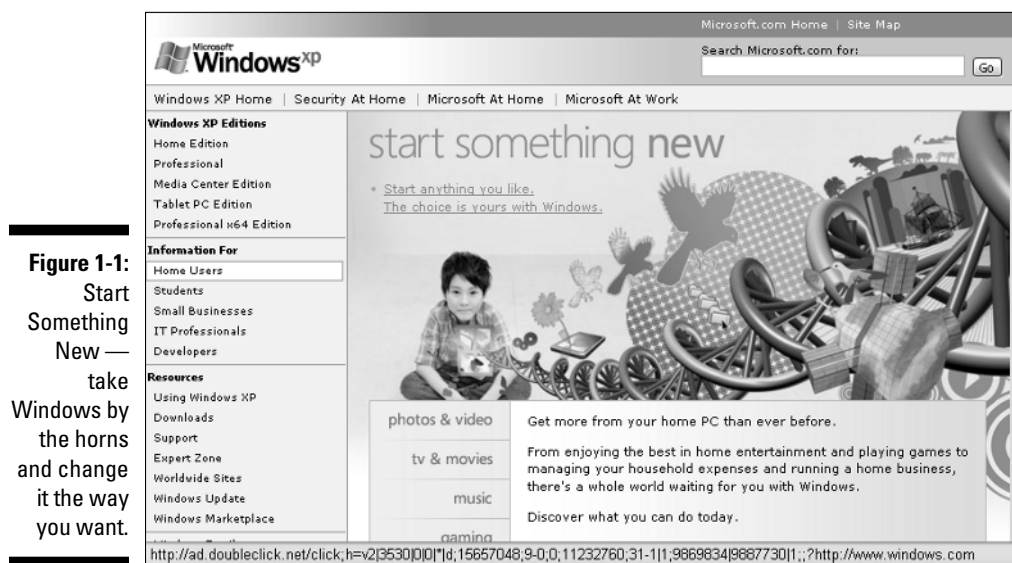 Figure 1-1:
Start
Something
New —
take
Windows by
the horns
and change
it the way
you want.
Microsoft.com Home | Site Map
Microsoft
Windows xp
Search Microsoft.com for:
Go
Windows XP Home | Security At Home | Microsoft At Home | Microsoft At Work
Windows XP Editions
Home Edition
Professional
Media Center Edition
Tablet PC Edition
Professional x64 Edition
Information For
Home Users
Students
Small Businesses
IT Professionals
Developers
Resources
Using Windows XP
Downloads
Support
Expert Zone
Worldwide Sites
Windows Update
Windows Marketplace
start something new
• Start anything you like.
The choice is yours with Windows.
photos & video
tv & movies
music
gaming
Get more from your home PC than ever before.
From enjoying the best in home entertainment and playing games to
managing your household expenses and running a home business,
there's a whole world waiting for you with Windows.
Discover what you can do today.
http://ad.doubleclick.net/click;h=v2|3530|0|0|*|d;15657048;9-0;0;11232760;31-1|1;9869834|9887730|1;;?http://www.windows.com